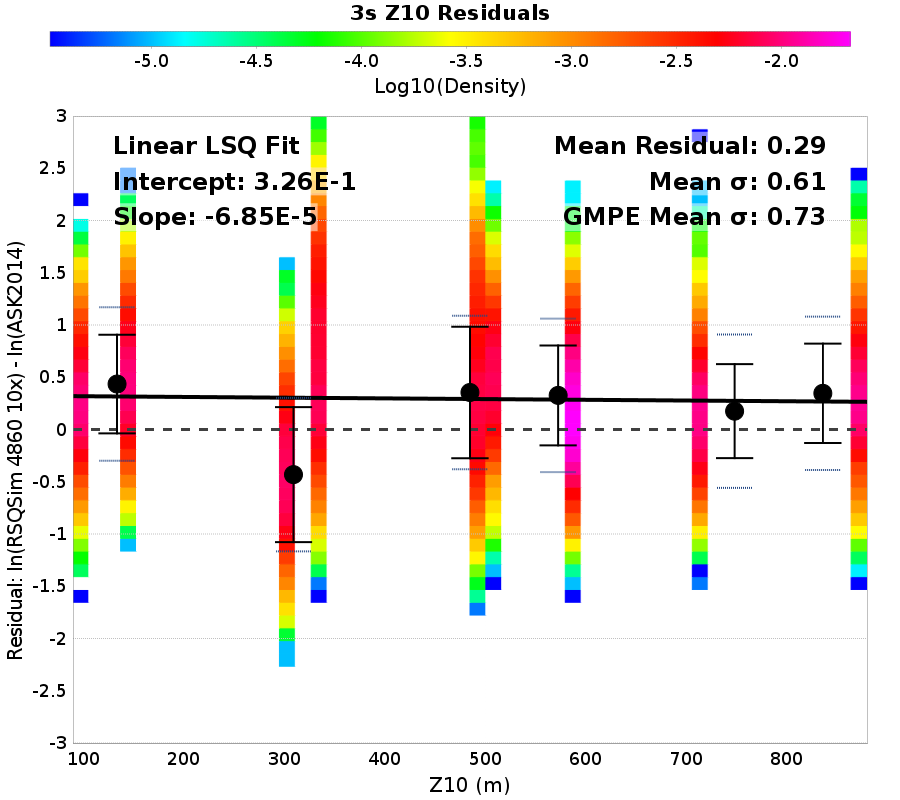 3s Z10 Residuals
-5.0 -4.5 -4.0 -3.5 -3.0 -2.5 -2.0
Log10(Density)
Linear LSQ Fit
Intercept: 3.26E-1
Slope: -6.85E-5
Mean Residual: 0.29
Mean σ: 0.61
GMPE Mean σ: 0.73
Residual: ln(RSQSim 4860 10x) - ln(ASK2014)
3
2.5
2
1.5
1
0.5
0
-0.5
-1
-1.5
-2
-2.5
-3
100 200 300 400 500 600 700 800
Z10 (m)